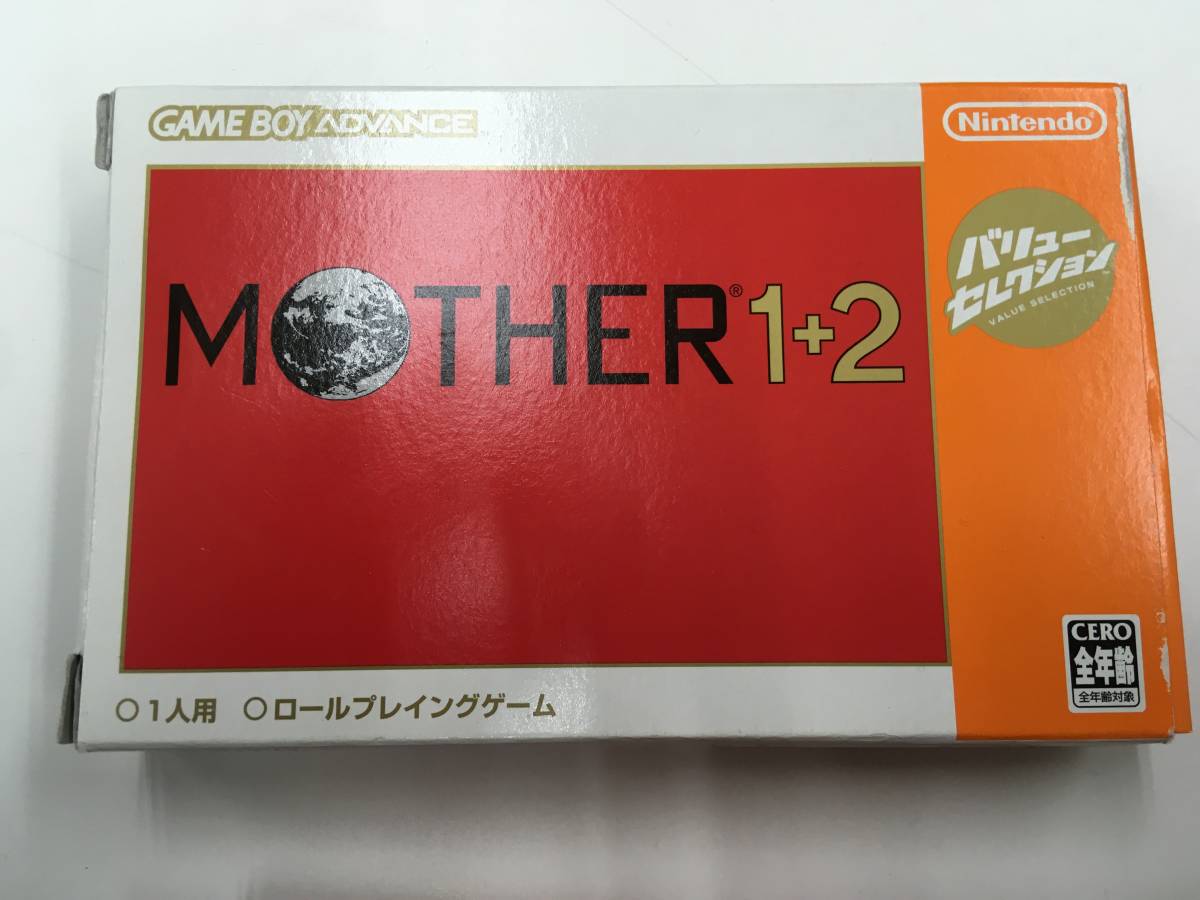 GAME BOY ADVANCE
Nintendo
バリュー
セレクション™
VALUE SELECTION
MOTHER®1+2
CERO
全年齢
全年齢対象
○1人用 ○ロールプレイングゲーム